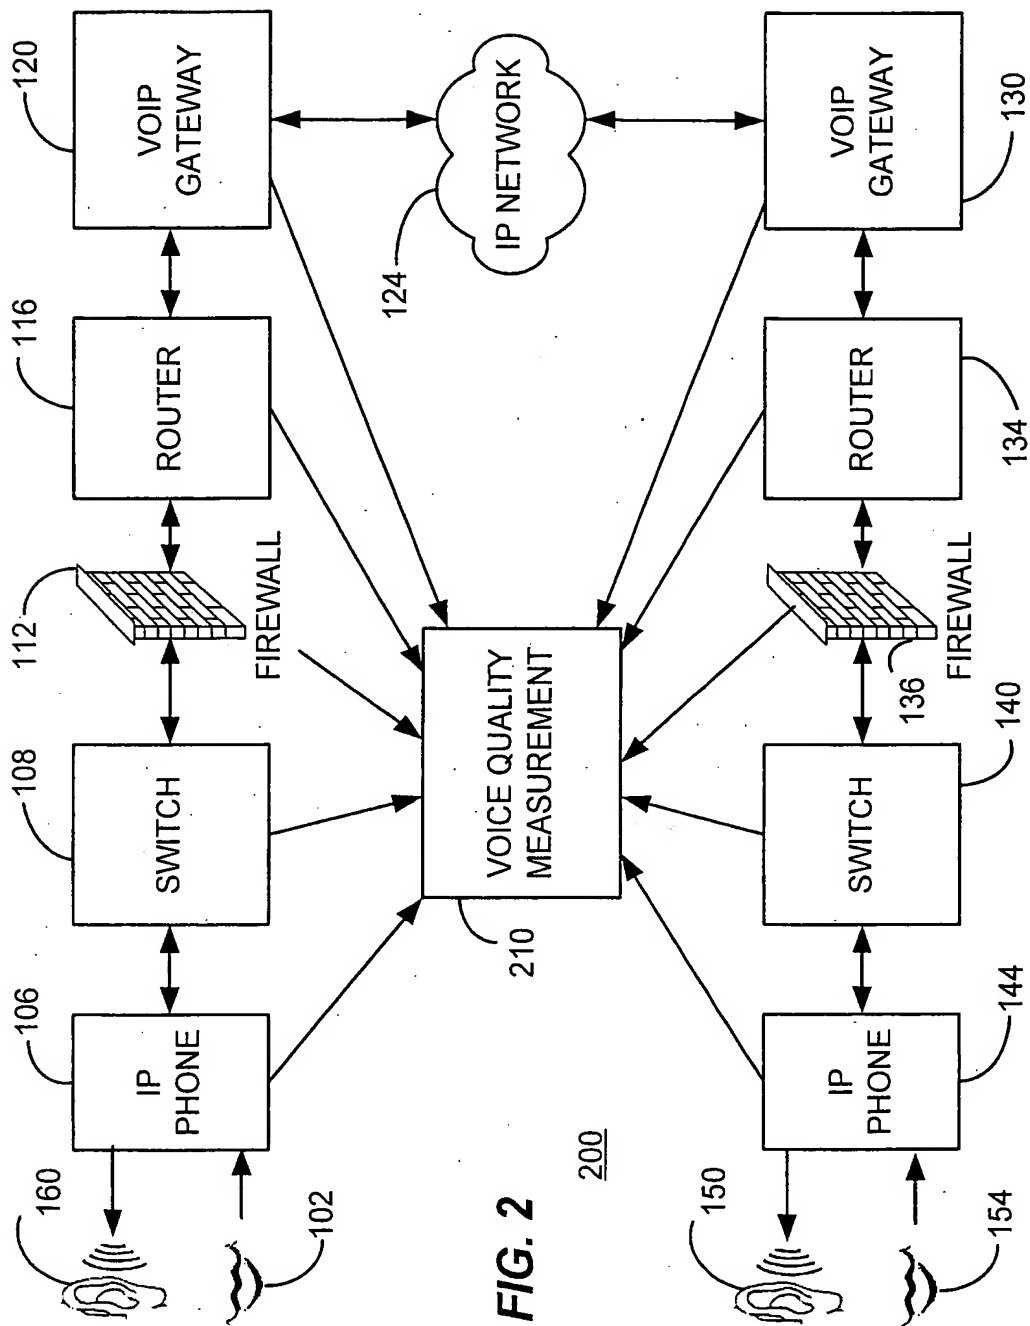 160
102
106
IP
PHONE
108
SWITCH
112
FIREWALL
116
ROUTER
120
VOIP
GATEWAY
124
IP NETWORK
210
VOICE QUALITY
MEASUREMENT
FIG. 2
200
150
154
IP
PHONE
144
SWITCH
140
136
FIREWALL
ROUTER
134
VOIP
GATEWAY
130